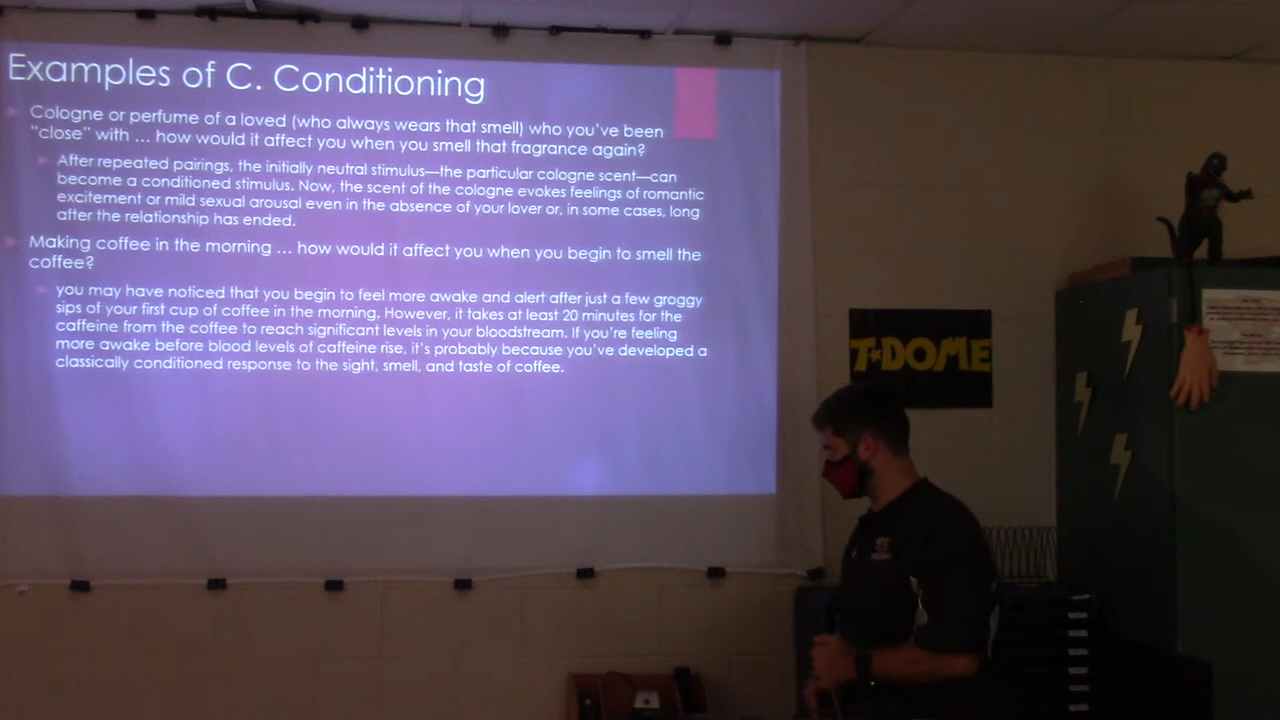 Examples of C. Conditioning
Cologne or perfume of a loved (who always wears that smell) who you've been
"close" with ... how would it affect you when you smell that fragrance again?
After repeated pairings, the initially neutral stimulus—the particular cologne scent—can
become a conditioned stimulus. Now, the scent of the cologne evokes feelings of romantic
excitement or mild sexual arousal even in the absence of your lover or, in some cases, long
after the relationship has ended.
Making coffee in the morning ... how would it affect you when you begin to smell the
coffee?
you may have noticed that you begin to feel more awake and alert after just a few groggy
sips of your first cup of coffee in the morning. However, it takes at least 20 minutes for the
caffeine from the coffee to reach significant levels in your bloodstream. If you're feeling
more awake before blood levels of caffeine rise, it's probably because you've developed a
classically conditioned response to the sight, smell, and taste of coffee.
T★DOME